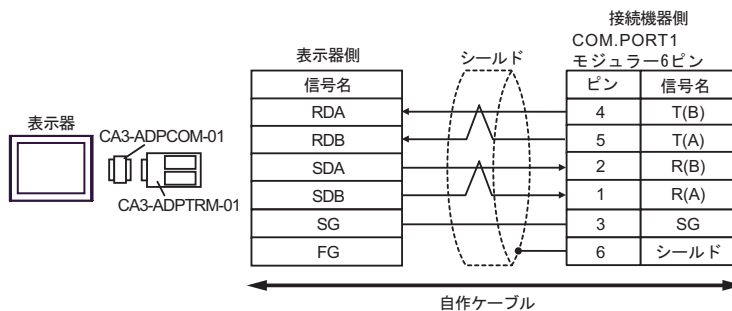 接続機器側
COM.PORT1
モジュラー6ピン
表示器側
シールド
信号名
ピン 信号名
RDA 4 T(B)
RDB 5 T(A)
SDA 2 R(B)
SDB 1 R(A)
SG 3 SG
FG 6 シールド
表示器
CA3-ADPCOM-01
CA3-ADPTRM-01
自作ケーブル